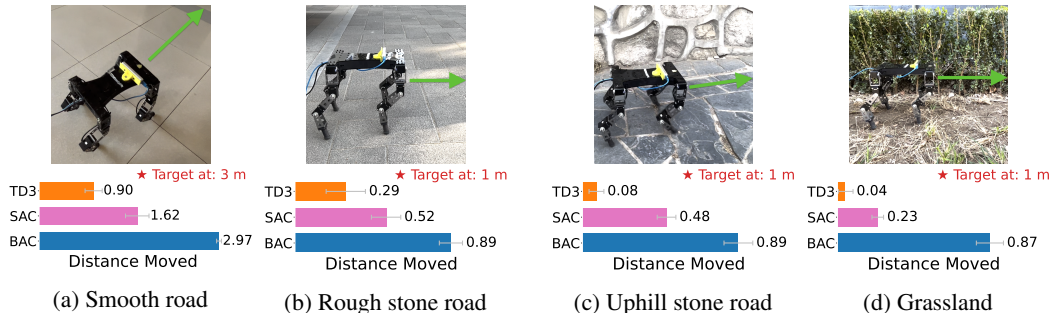 ★ Target at: 3 m
TD3 0.90
SAC 1.62
BAC 2.97
Distance Moved
(a) Smooth road
★ Target at: 1 m
TD3 0.29
SAC 0.52
BAC 0.89
Distance Moved
(b) Rough stone road
★ Target at: 1 m
TD3 0.08
SAC 0.48
BAC 0.89
Distance Moved
(c) Uphill stone road
★ Target at: 1 m
TD3 0.04
SAC 0.23
BAC 0.87
Distance Moved
(d) Grassland